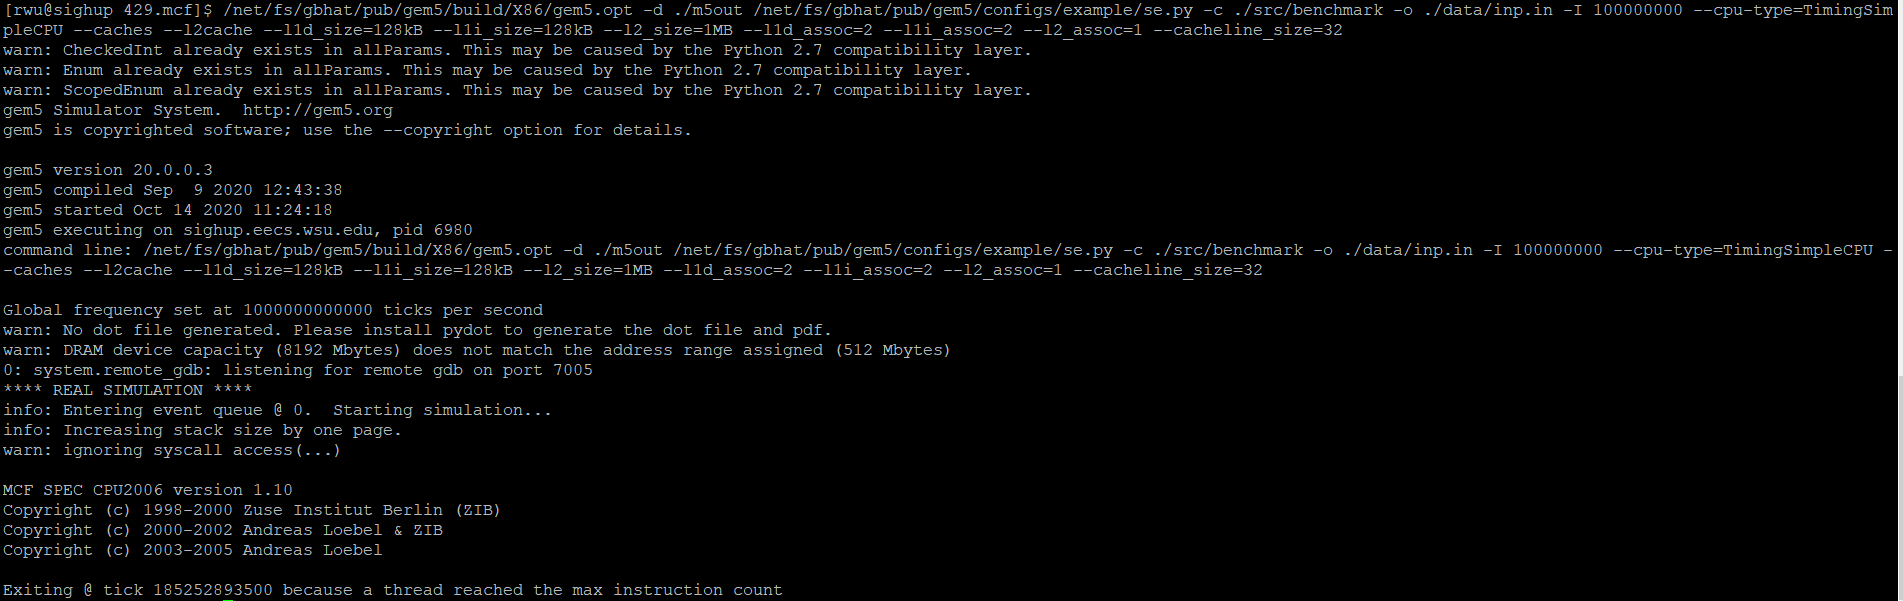 [rwu@sighup 429.mcf]$ /net/fs/gbhat/pub/gem5/build/X86/gem5.opt -d ./m5out /net/fs/gbhat/pub/gem5/configs/example/se.py -c ./src/benchmark -o ./data/inp.in -I 100000000 --cpu-type=TimingSim
pleCPU --caches --l2cache --l1d_size=128kB --l1i_size=128kB --l2_size=1MB --l1d_assoc=2 --l1i_assoc=2 --l2_assoc=1 --cacheline_size=32
warn: CheckedInt already exists in allParams. This may be caused by the Python 2.7 compatibility layer.
warn: Enum already exists in allParams. This may be caused by the Python 2.7 compatibility layer.
warn: ScopedEnum already exists in allParams. This may be caused by the Python 2.7 compatibility layer.
gem5 Simulator System.  http://gem5.org
gem5 is copyrighted software; use the --copyright option for details.

gem5 version 20.0.0.3
gem5 compiled Sep  9 2020 12:43:38
gem5 started Oct 14 2020 11:24:18
gem5 executing on sighup.eecs.wsu.edu, pid 6980
command line: /net/fs/gbhat/pub/gem5/build/X86/gem5.opt -d ./m5out /net/fs/gbhat/pub/gem5/configs/example/se.py -c ./src/benchmark -o ./data/inp.in -I 100000000 --cpu-type=TimingSimpleCPU -
-caches --l2cache --l1d_size=128kB --l1i_size=128kB --l2_size=1MB --l1d_assoc=2 --l1i_assoc=2 --l2_assoc=1 --cacheline_size=32

Global frequency set at 1000000000000 ticks per second
warn: No dot file generated. Please install pydot to generate the dot file and pdf.
warn: DRAM device capacity (8192 Mbytes) does not match the address range assigned (512 Mbytes)
0: system.remote_gdb: listening for remote gdb on port 7005
**** REAL SIMULATION ****
info: Entering event queue @ 0.  Starting simulation...
info: Increasing stack size by one page.
warn: ignoring syscall access(...)

MCF SPEC CPU2006 version 1.10
Copyright (c) 1998-2000 Zuse Institut Berlin (ZIB)
Copyright (c) 2000-2002 Andreas Loebel & ZIB
Copyright (c) 2003-2005 Andreas Loebel

Exiting @ tick 185252893500 because a thread reached the max instruction count